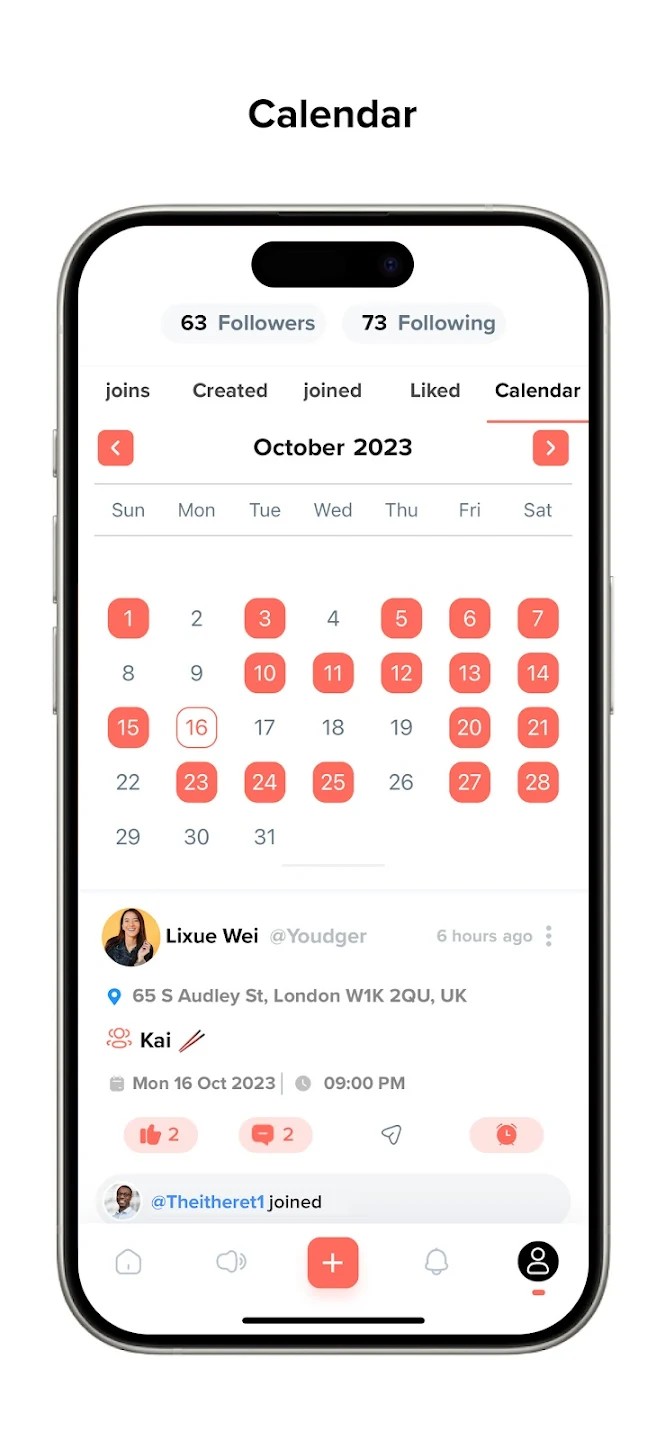 Calendar
63 Followers 73 Following
joins Created joined Liked Calendar
October 2023
Sun Mon Tue Wed Thu Fri Sat
1 2 3 4 5 6 7
8 9 10 11 12 13 14
15 16 17 18 19 20 21
22 23 24 25 26 27 28
29 30 31
Lixue Wei @Youdger 6 hours ago
65 S Audley St, London W1K 2QU, UK
Kai
Mon 16 Oct 2023 09:00 PM
2 2
@Theitheret1 joined